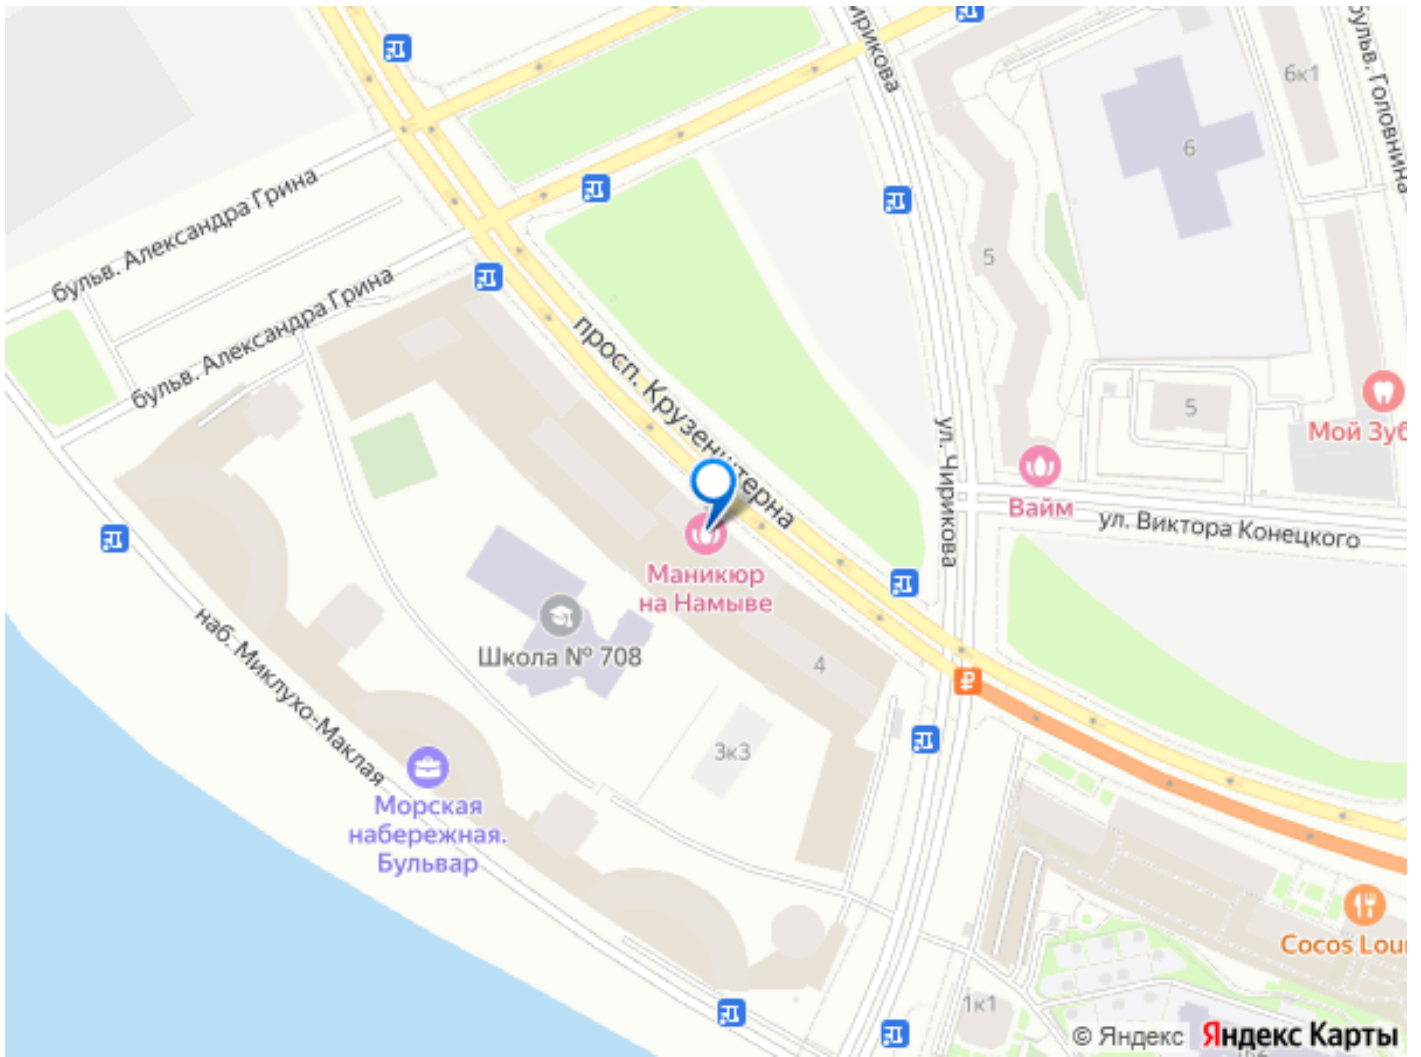 ирикова
бульв. Головнина
6к1
6
бульв. Александра Грина
5
бульв. Александра Грина
просп. Крузенштерна
5
Мой Зуб
ул. Чирикова
Вайм
ул. Виктора Конецкого
Маникюр
на Намыве
Школа № 708
4
наб. Миклухо-Маклая
3к3
Морская
набережная.
Бульвар
₽
Cocos Lou
1к1
© Яндекс Яндекс Карты